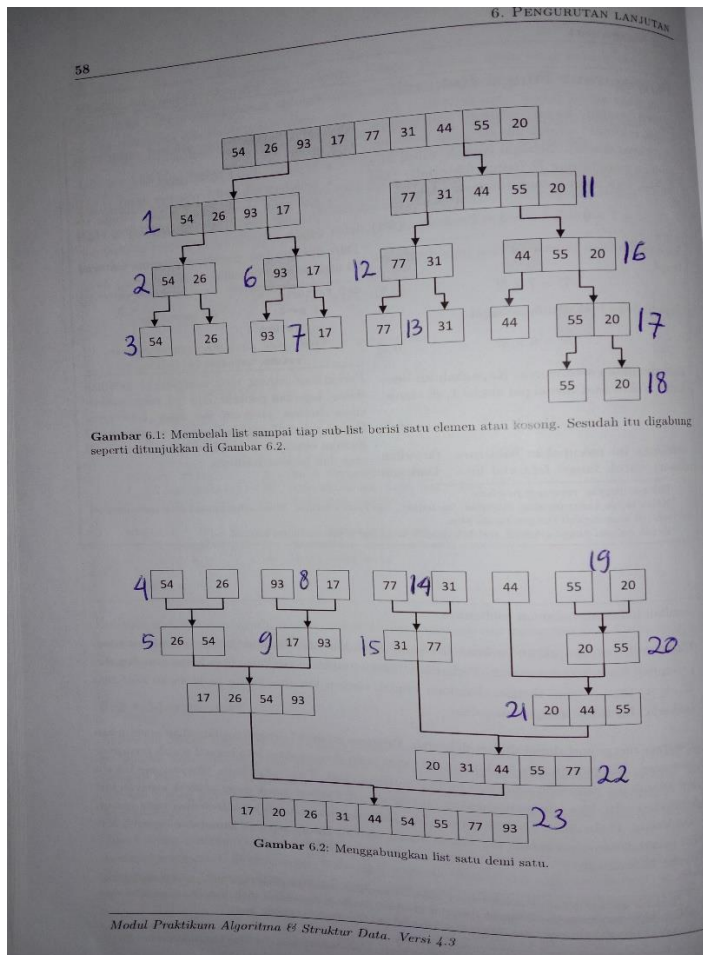 6. PENGURUTAN LANJUTAN
58
54 26 93 17 77 31 44 55 20
1 54 26 93 17 77 31 44 55 20 11
2 54 26 6 93 17 12 77 31 44 55 20 16
3 54 26 93 7 17 77 13 31 44 55 20 17
55 20 18
Gambar 6.1: Membelah list sampai tiap sub-list berisi satu elemen atau kosong. Sesudah itu digabung
seperti ditunjukkan di Gambar 6.2.
19
4 54 26 93 8 17 77 14 31 44 55 20
5 26 54 9 17 93 15 31 77 20 55 20
17 26 54 93 21 20 44 55
20 31 44 55 77 22
17 20 26 31 44 54 55 77 93 23
Gambar 6.2: Menggabungkan list satu demi satu.
Modul Praktikum Algoritma & Struktur Data. Versi 4.3